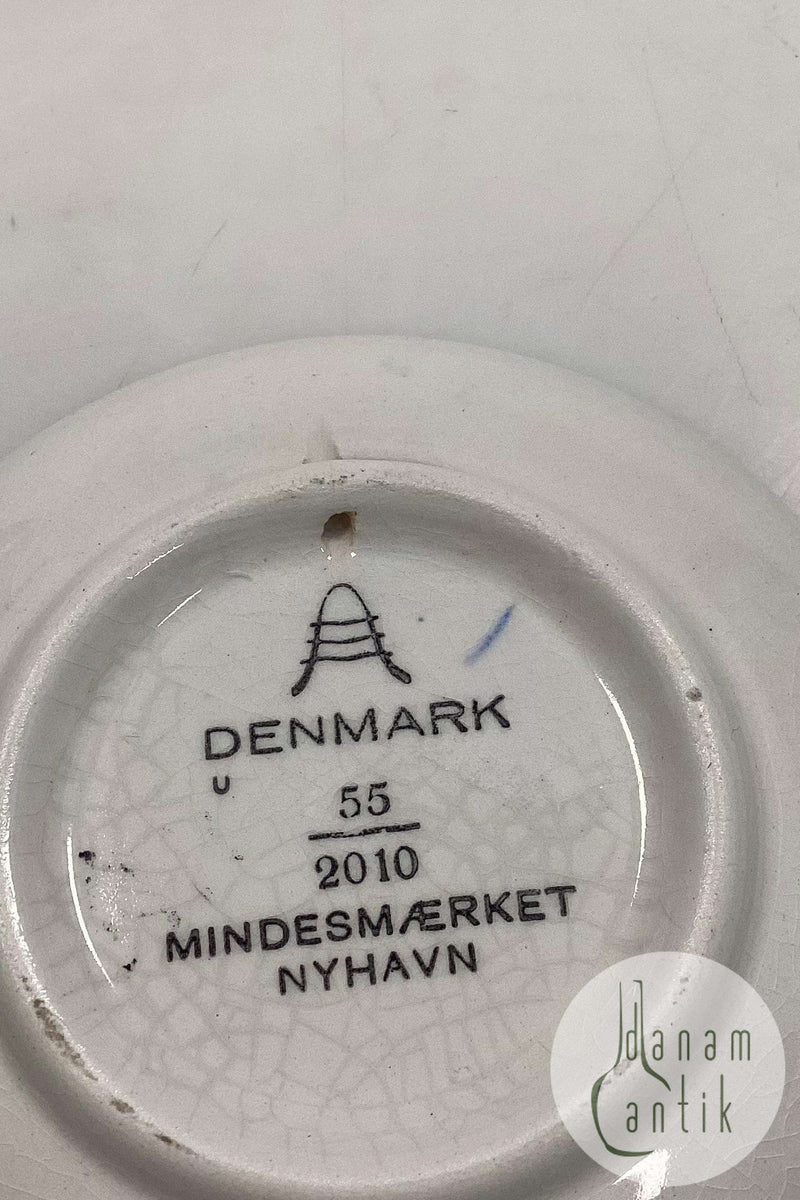 DENMARK
U
55
2010
MINDESMÆRKET
NYHAVN
danam
antik